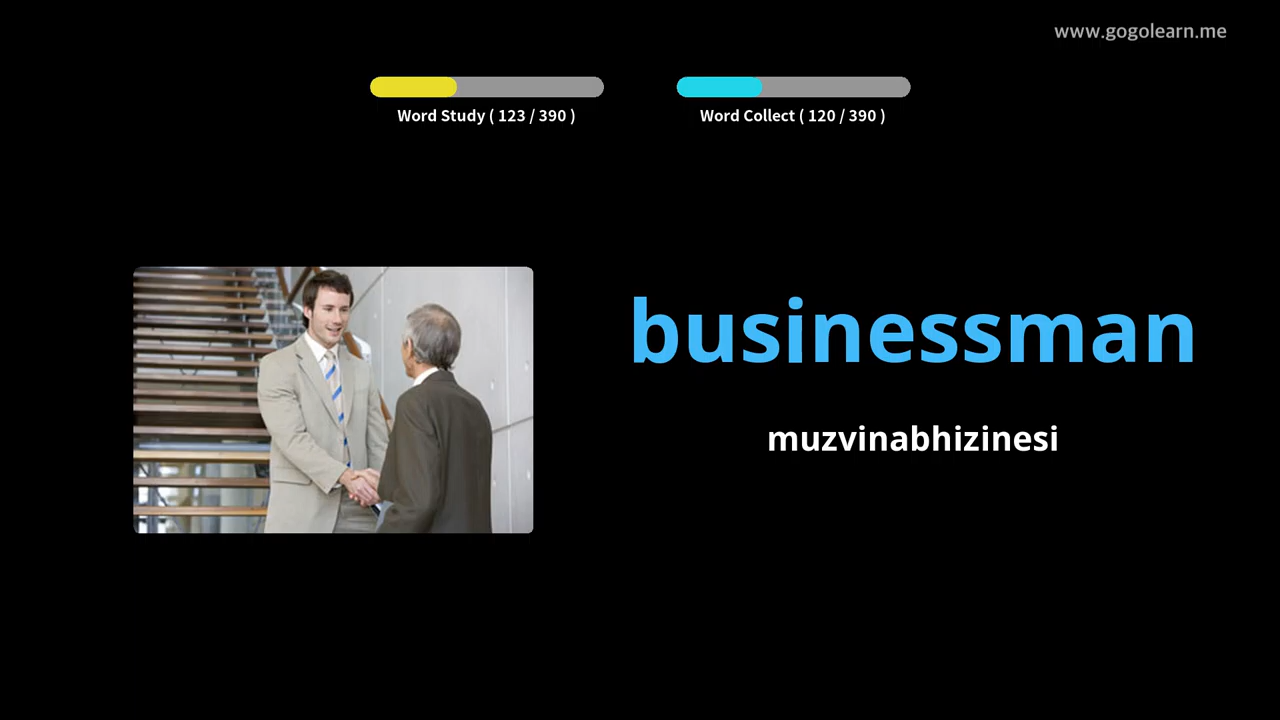 www.gogolearn.me
Word Study ( 123 / 390 )
Word Collect ( 120 / 390 )
businessman
muzvinabhizinesi